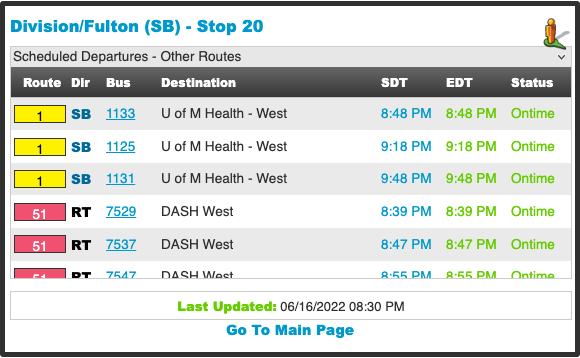 Division/Fulton (SB) - Stop 20
Scheduled Departures - Other Routes
Route Dir Bus Destination SDT EDT Status
1 SB 1133 U of M Health - West 8:48 PM 8:48 PM Ontime
1 SB 1125 U of M Health - West 9:18 PM 9:18 PM Ontime
1 SB 1131 U of M Health - West 9:48 PM 9:48 PM Ontime
51 RT 7529 DASH West 8:39 PM 8:39 PM Ontime
51 RT 7537 DASH West 8:47 PM 8:47 PM Ontime
51 RT 7547 DASH West 8:55 PM 8:55 PM Ontime
Last Updated: 06/16/2022 08:30 PM
Go To Main Page